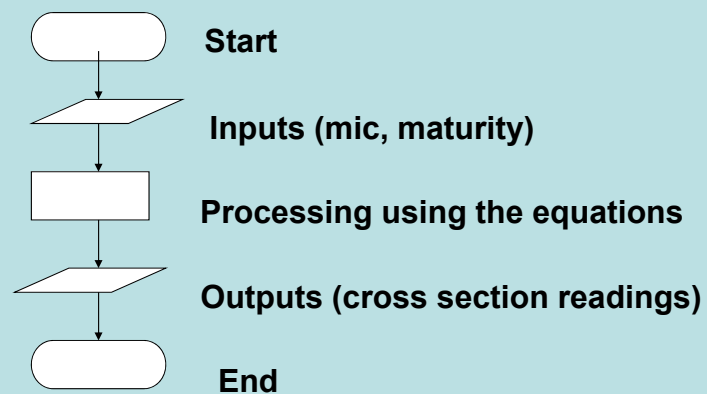 Start
Inputs (mic, maturity)
Processing using the equations
Outputs (cross section readings)
End